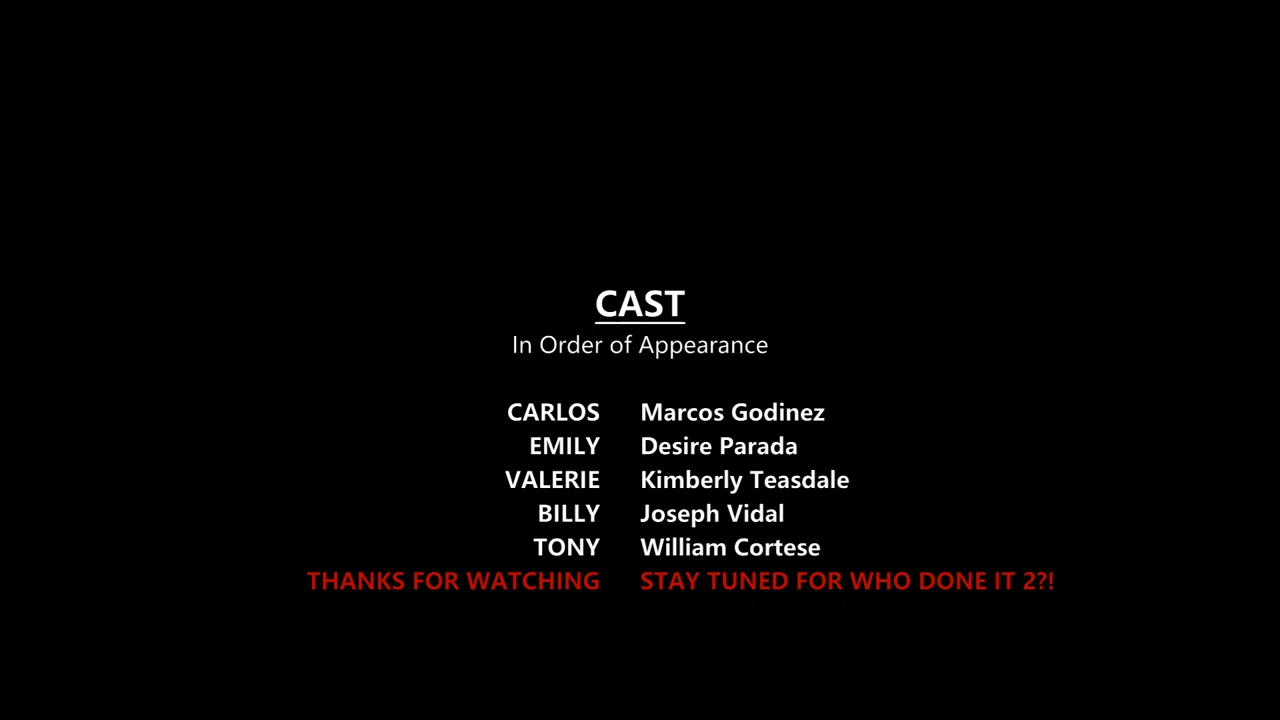 CAST
In Order of Appearance
CARLOS Marcos Godinez
EMILY Desire Parada
VALERIE Kimberly Teasdale
BILLY Joseph Vidal
TONY William Cortese
THANKS FOR WATCHING STAY TUNED FOR WHO DONE IT 2?!